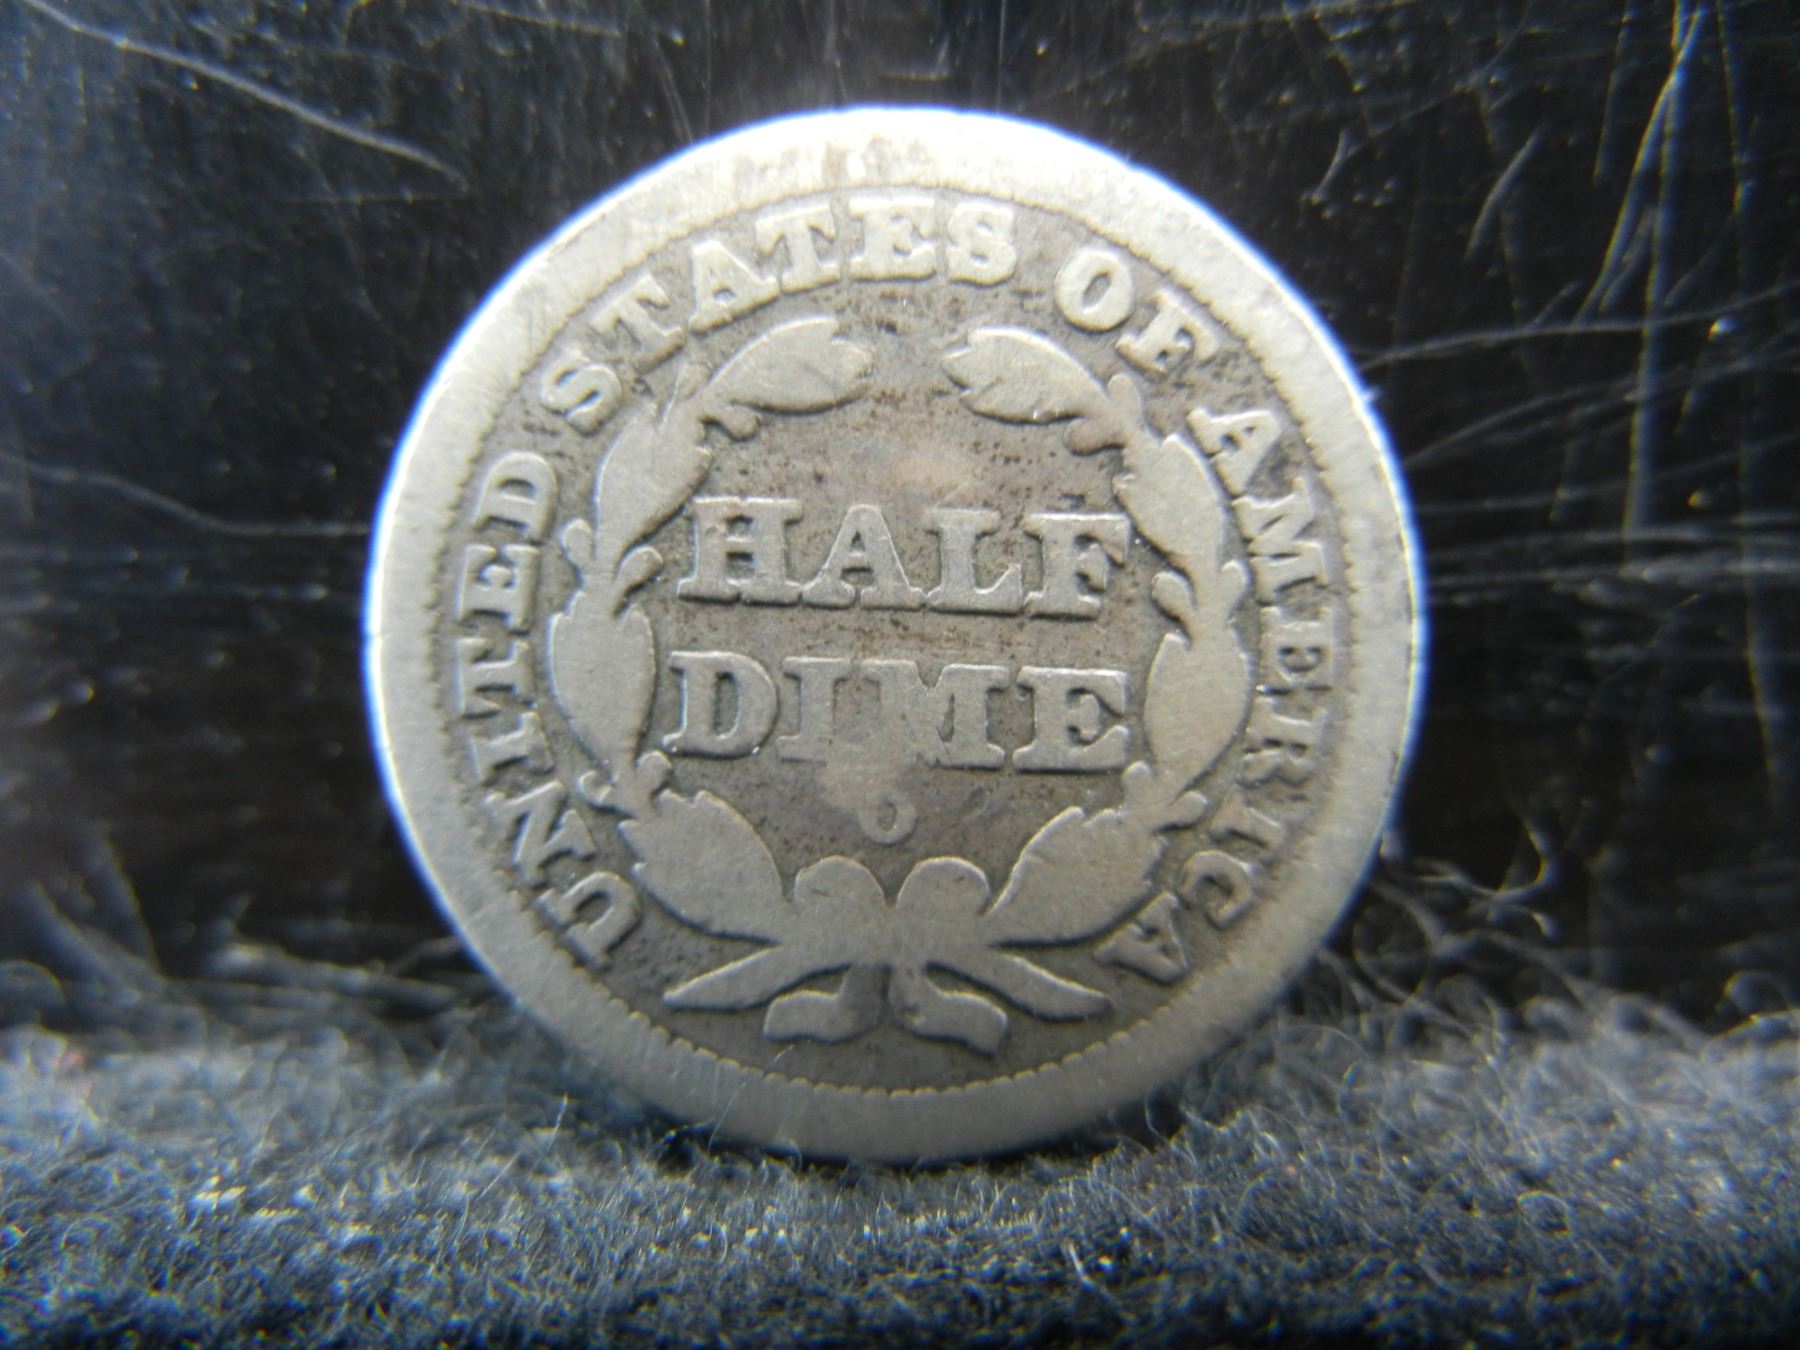 UNITED STATES OF AMERICA
HALF
DIME
O